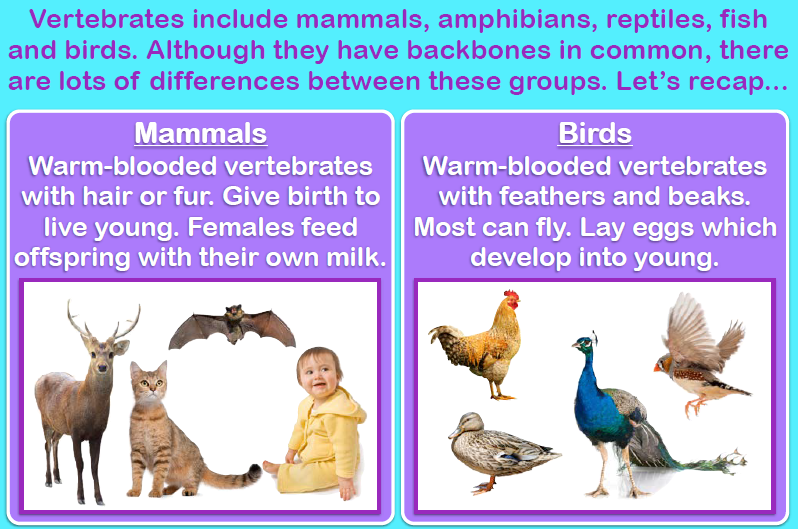 Vertebrates include mammals, amphibians, reptiles, fish
and birds. Although they have backbones in common, there
are lots of differences between these groups. Let's recap...
Mammals
Warm-blooded vertebrates
with hair or fur. Give birth to
live young. Females feed
offspring with their own milk.
Birds
Warm-blooded vertebrates
with feathers and beaks.
Most can fly. Lay eggs which
develop into young.